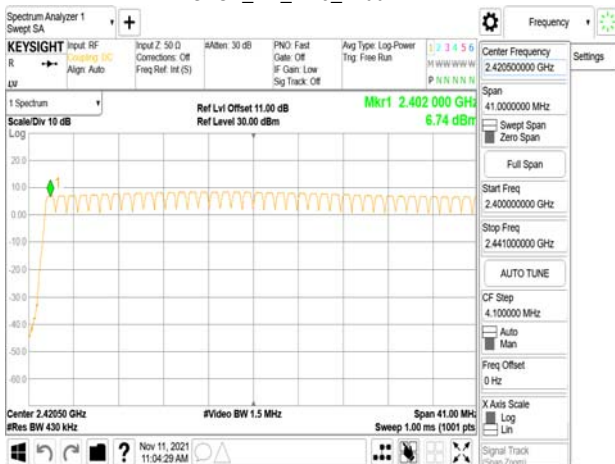 Spectrum Analyzer 1
Swept SA
Frequency
KEYSIGHT
Input: RF
Coupling: DC
Align: Auto
Input Z: 50 Ω
Corrections: Off
Freq Ref: Int (S)
#Atten: 30 dB
PNO: Fast
Gate: Off
IF Gain: Low
Sig Track: Off
Avg Type: Log-Power
Trig: Free Run
1 2 3 4 5 6
M W W W W W
P N N N N N
R
Center Frequency
2.420500000 GHz
Settings
Span
41.0000000 MHz
Swept Span
Zero Span
Full Span
Start Freq
2.400000000 GHz
Stop Freq
2.441000000 GHz
AUTO TUNE
CF Step
4.100000 MHz
Auto
Man
Freq Offset
0 Hz
X Axis Scale
Log
Lin
Signal Track
(Span Zoom)
1 Spectrum
Scale/Div 10 dB
Log
Ref Lvl Offset 11.00 dB
Ref Level 30.00 dBm
Mkr1 2.402 000 GHz
6.74 dBm
20.0
10.0
0.00
-10.0
-20.0
-30.0
-40.0
-50.0
-60.0
1
Center 2.42050 GHz
#Res BW 430 kHz
#Video BW 1.5 MHz
Span 41.00 MHz
Sweep 1.00 ms (1001 pts
Nov 11, 2021
11:04:29 AM